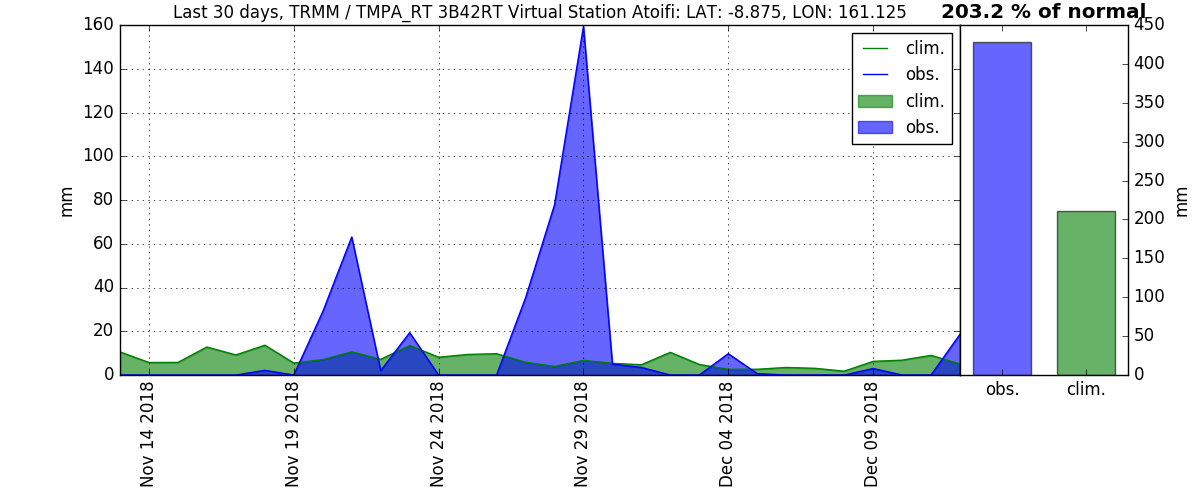 Last 30 days, TRMM / TMPA_RT 3B42RT Virtual Station Atoifi: LAT: -8.875, LON: 161.125
203.2 % of normal
160
140
120
100
80
60
40
20
0
mm
clim.
obs.
clim.
obs.
450
400
350
300
250
200
150
100
50
0
mm
obs.
clim.
Nov 14 2018
Nov 19 2018
Nov 24 2018
Nov 29 2018
Dec 04 2018
Dec 09 2018